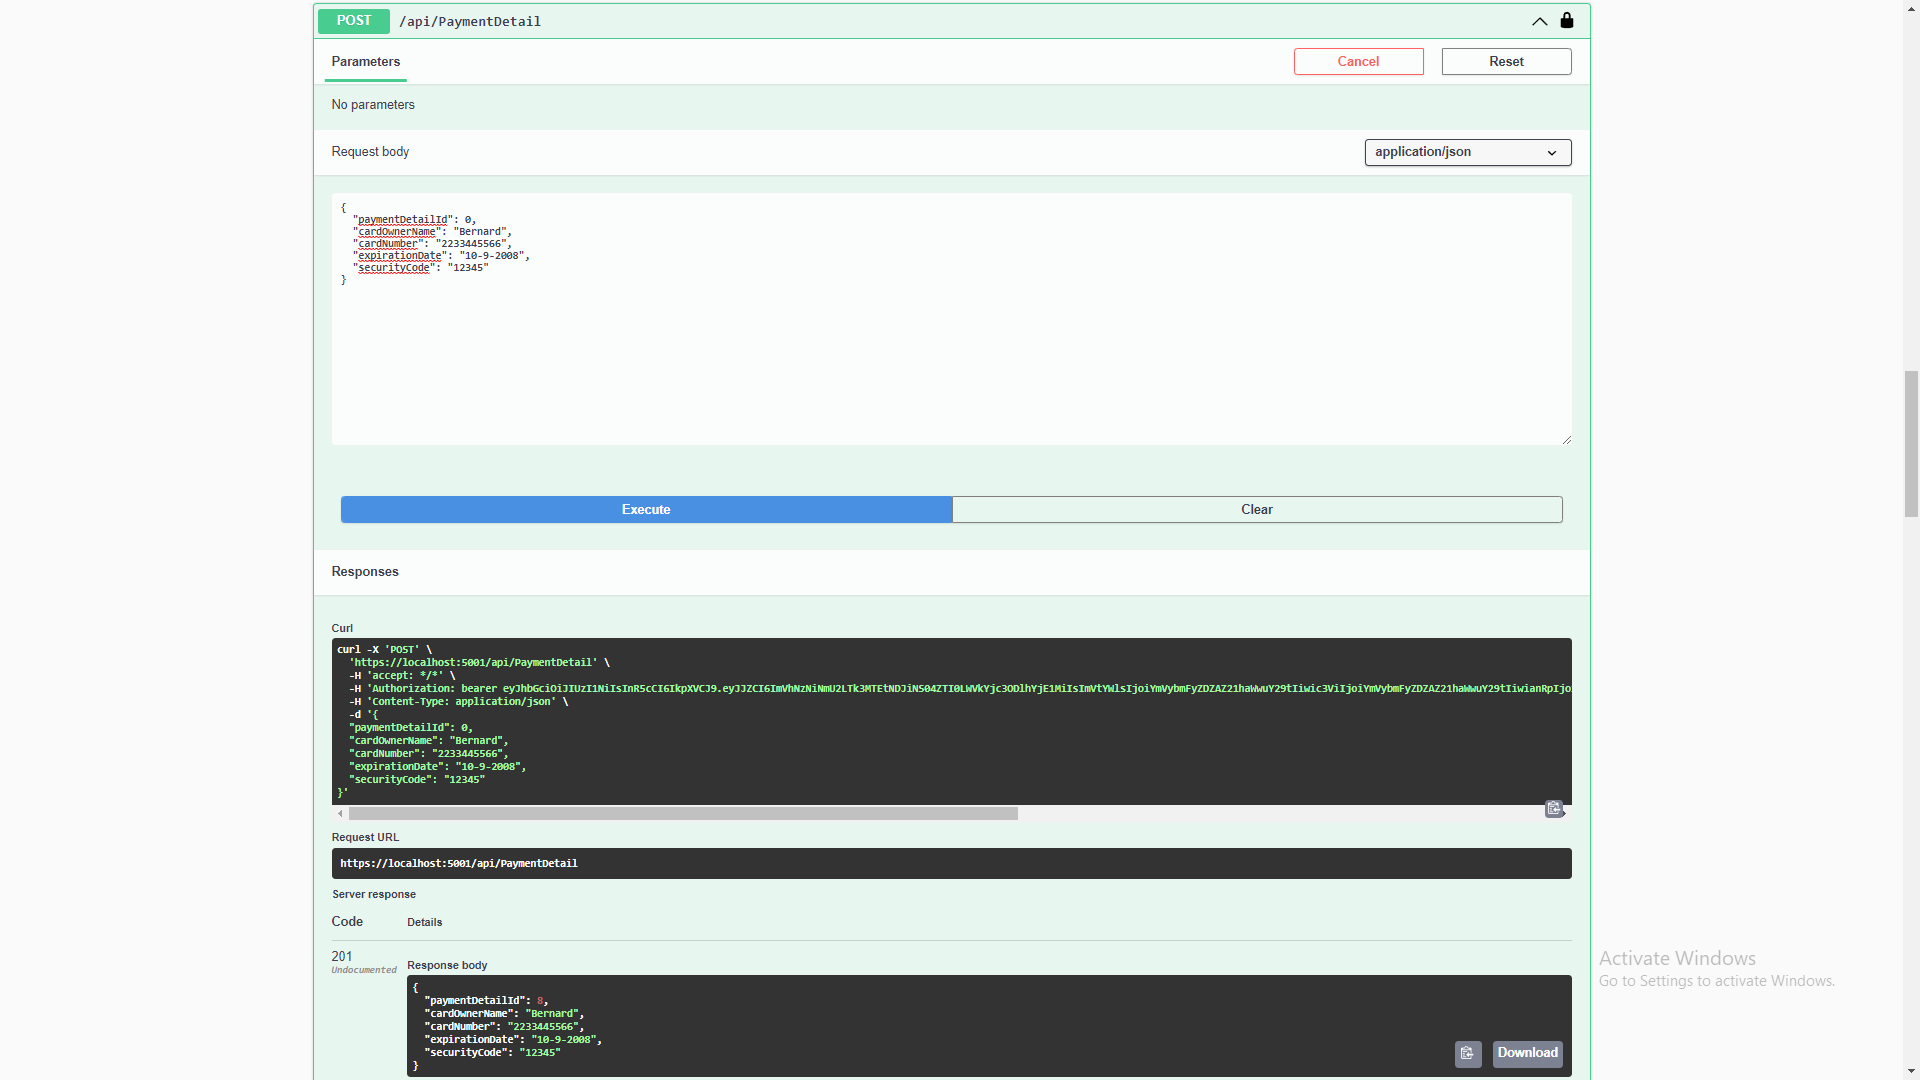 POST /api/PaymentDetail
Parameters
Cancel
Reset
No parameters
Request body
application/json
{
"paymentDetailId": 0,
"cardOwnerName": "Bernard",
"cardNumber": "2233445566",
"expirationDate": "10-9-2008",
"securityCode": "12345"
}
Execute
Clear
Responses
Curl
curl -X 'POST' \
'https://localhost:5001/api/PaymentDetail' \
-H 'accept: */*' \
-H 'Authorization: bearer
-H 'Content-Type: application/json' \
-d '{
"paymentDetailId": 0,
"cardOwnerName": "Bernard",
"cardNumber": "2233445566",
"expirationDate": "10-9-2008",
"securityCode": "12345"
}'
Request URL
https://localhost:5001/api/PaymentDetail
Server response
Code Details
201
Undocumented
Response body
{
"paymentDetailId": 8,
"cardOwnerName": "Bernard",
"cardNumber": "2233445566",
"expirationDate": "10-9-2008",
"securityCode": "12345"
}
Download
Activate Windows
Go to Settings to activate Windows.